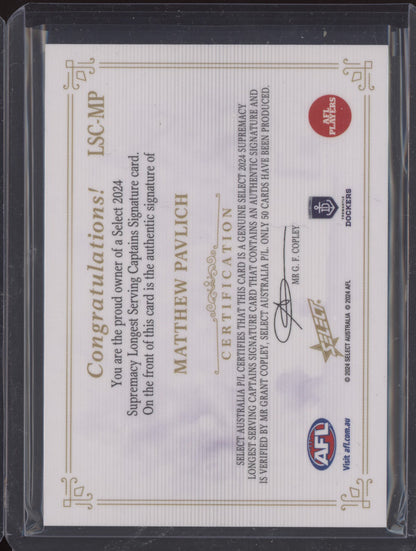 Congratulations! LSC-MP
You are the proud owner of a Select 2024
Supremacy Longest Serving Captains Signature card.
On the front of this card is the authentic signature of
MATTHEW PAVLICH
CERTIFICATION
SELECT AUSTRALIA P/L CERTIFIES THAT THIS CARD IS A GENUINE SELECT 2024 SUPREMACY
LONGEST SERVING CAPTAINS SIGNATURE CARD THAT CONTAINS AN AUTHENTIC SIGNATURE AND
IS VERIFIED BY MR GRANT COPLEY, SELECT AUSTRALIA P/L. ONLY 50 CARDS HAVE BEEN PRODUCED.
MR G. F. COPLEY
AFL
Visit afl.com.au
© 2024 SELECT AUSTRALIA © 2024 AFL
DOCKERS
AFL
PLAYERS